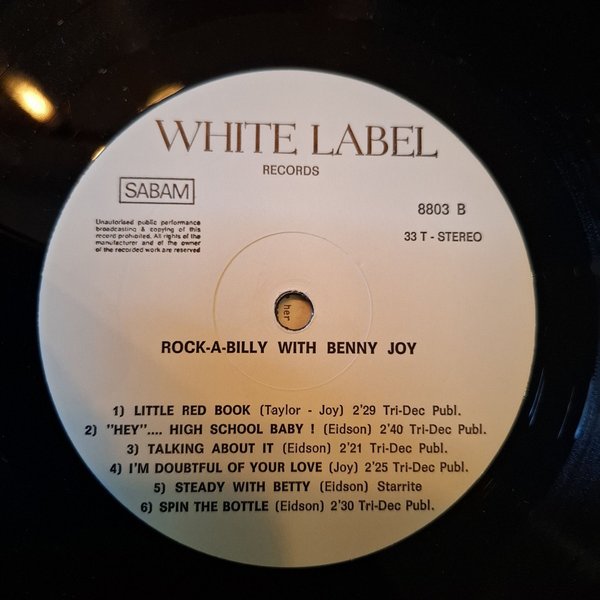 WHITE LABEL
RECORDS
SABAM
8803 B
Unauthorised public performance
broadcasting & copying of this
record prohibited. All rights of the
manufacturer and of the owner
of the recorded work are reserved
33 T - STEREO
her
ROCK-A-BILLY WITH BENNY JOY
1) LITTLE RED BOOK (Taylor - Joy) 2'29 Tri-Dec Publ.
2) "HEY".... HIGH SCHOOL BABY ! (Eidson) 2'40 Tri-Dec Publ.
3) TALKING ABOUT IT (Eidson) 2'21 Tri-Dec Publ.
4) I'M DOUBTFUL OF YOUR LOVE (Joy) 2'25 Tri-Dec Publ.
5) STEADY WITH BETTY (Eidson) Starrite
6) SPIN THE BOTTLE (Eidson) 2'30 Tri-Dec Publ.